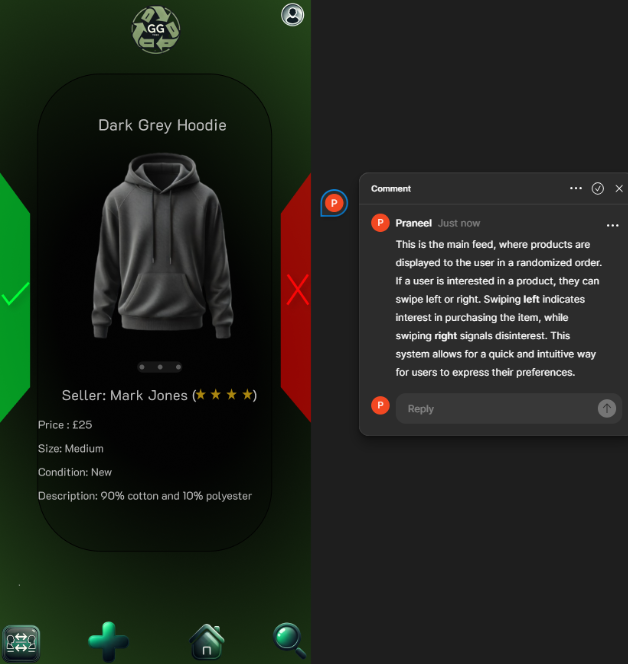 GG
Dark Grey Hoodie
Seller: Mark Jones (★ ★ ★ ★)
Price : £25
Size: Medium
Condition: New
Description: 90% cotton and 10% polyester
P
Comment
P
Praneel Just now
This is the main feed, where products are
displayed to the user in a randomized order.
If a user is interested in a product, they can
swipe left or right. Swiping left indicates
interest in purchasing the item, while
swiping right signals disinterest. This
system allows for a quick and intuitive way
for users to express their preferences.
P
Reply